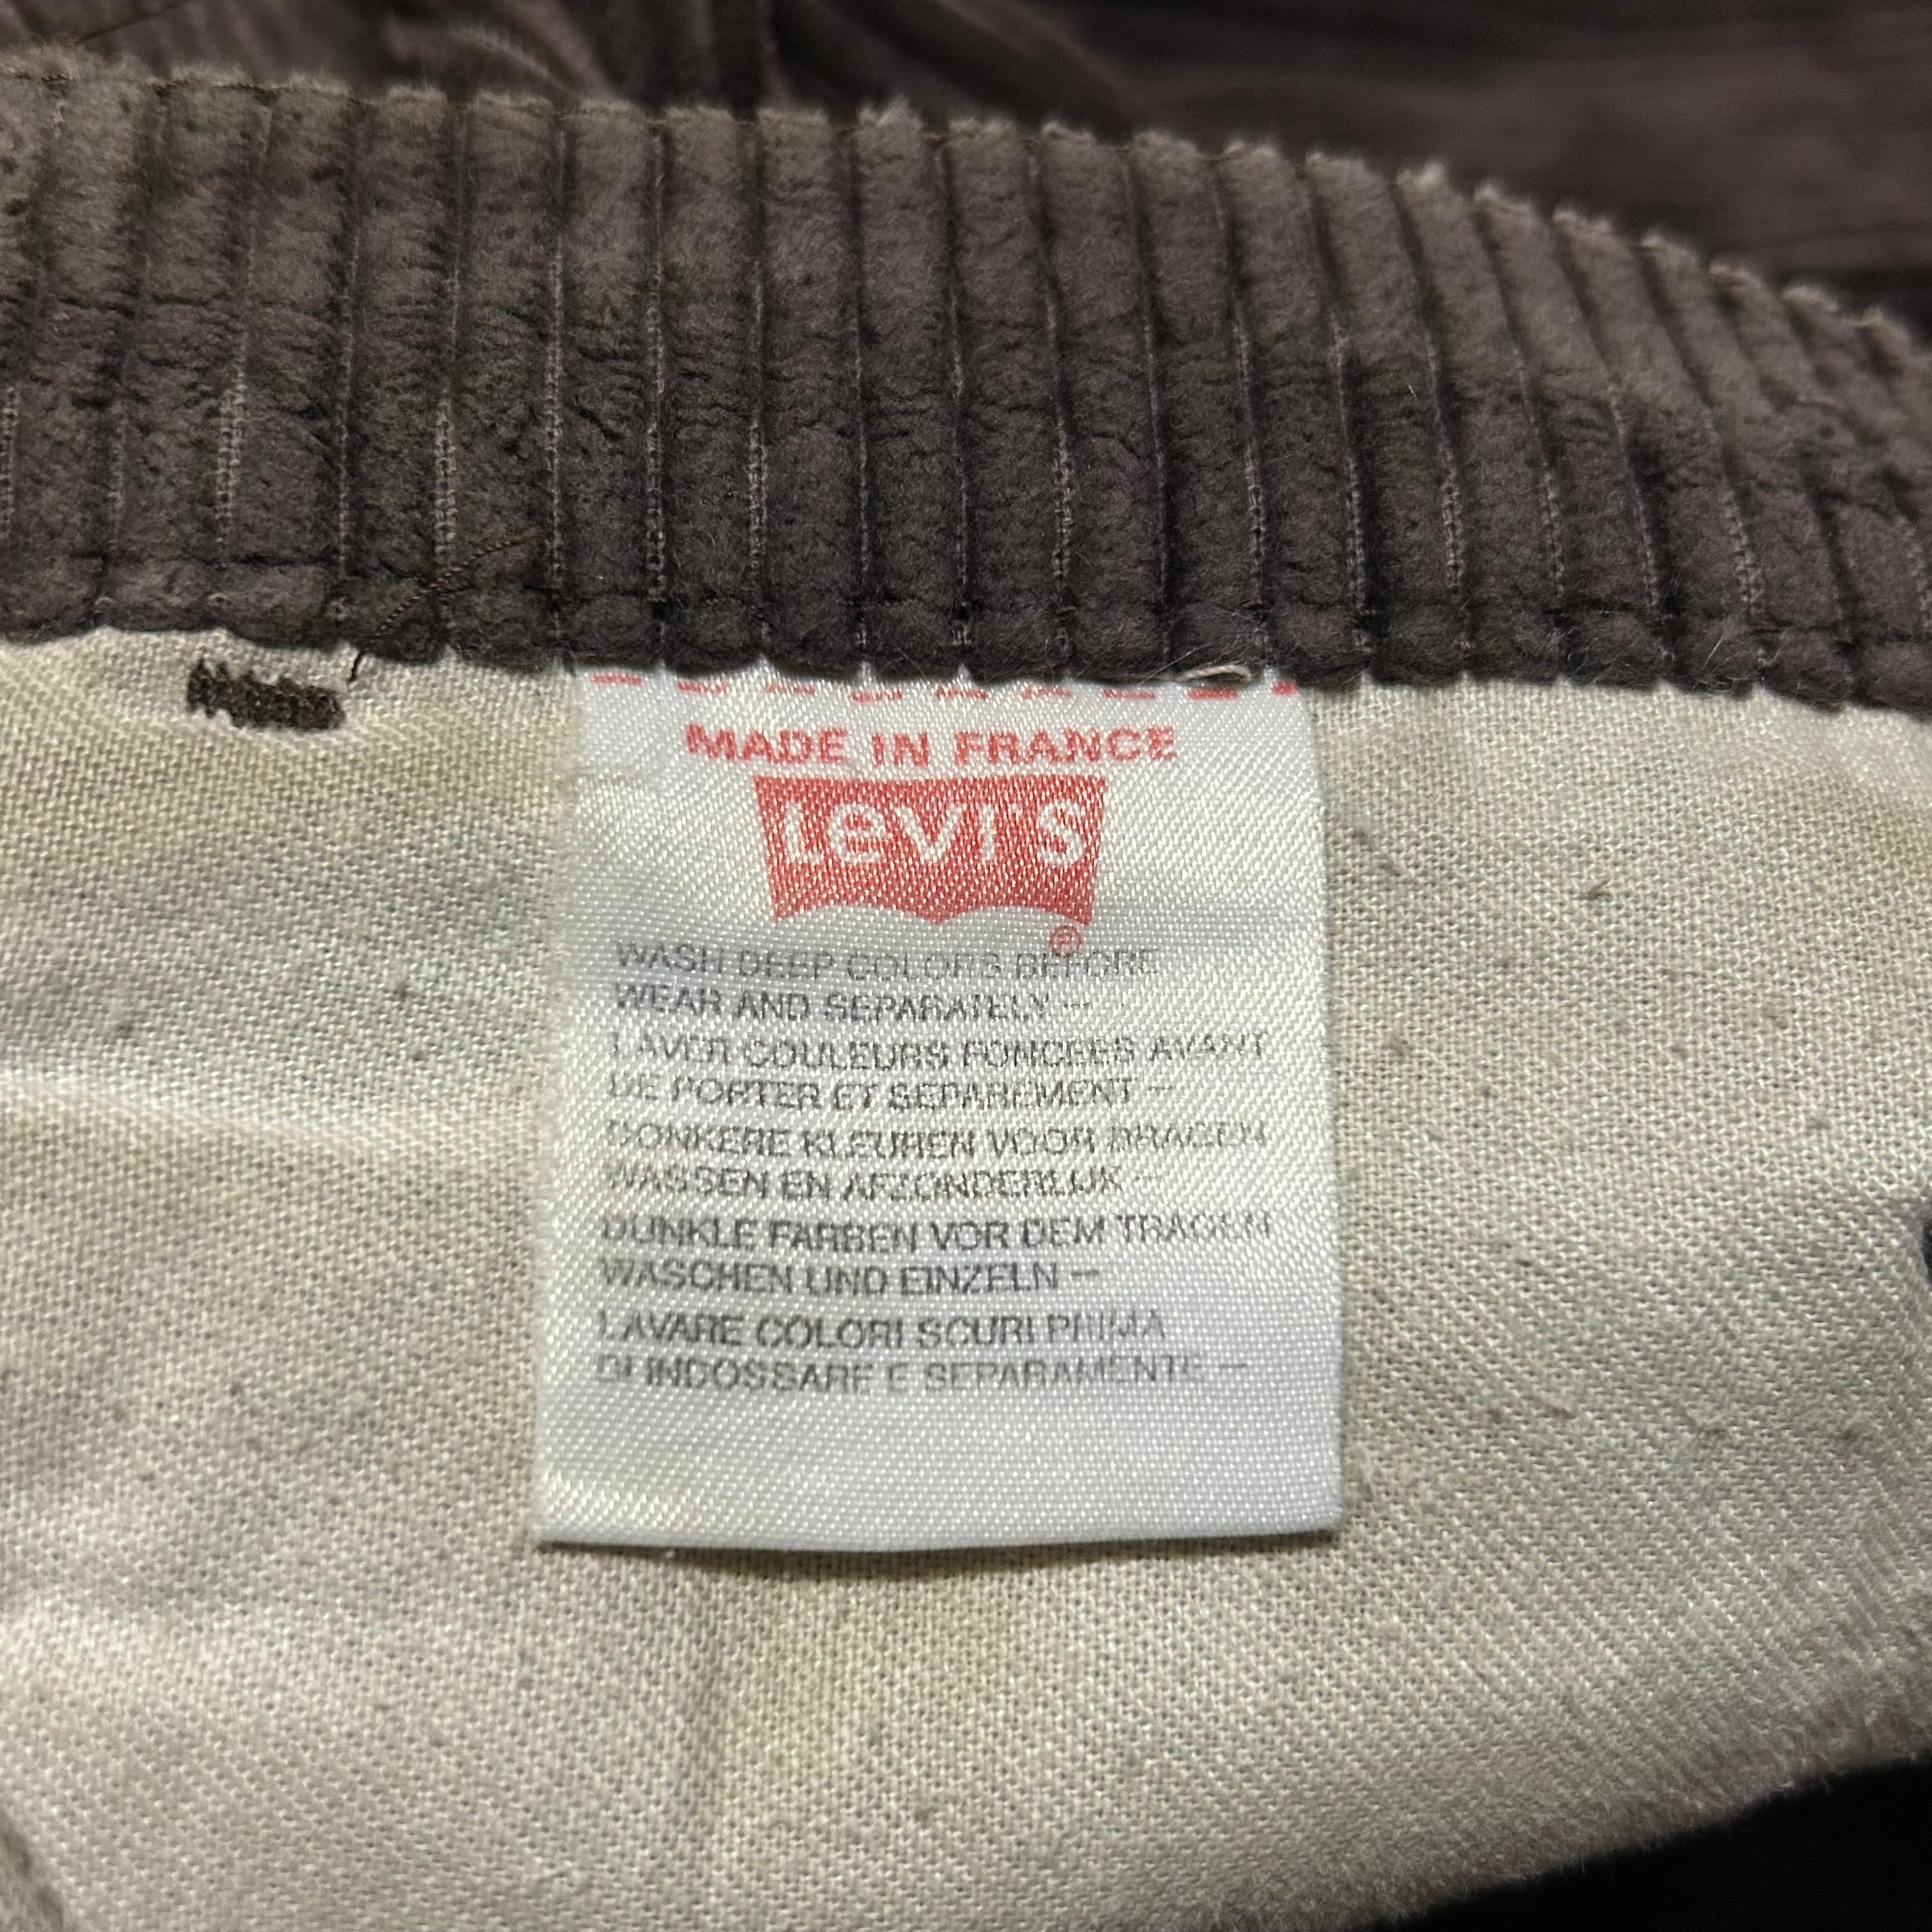 MADE IN FRANCE
Levi's
®
WASH DEEP COLORS BEFORE
WEAR AND SEPARATELY –
LAVER COULEURS FONCEES AVANT
DE PORTER ET SEPAREMENT –
DONKERE KLEUREN VOOR DRAGEN
WASSEN EN AFZONDERLIJK –
DUNKLE FARBEN VOR DEM TRAGEN
WASCHEN UND EINZELN –
LAVARE COLORI SCURI PRIMA
DI INDOSSARE E SEPARAMENTE –